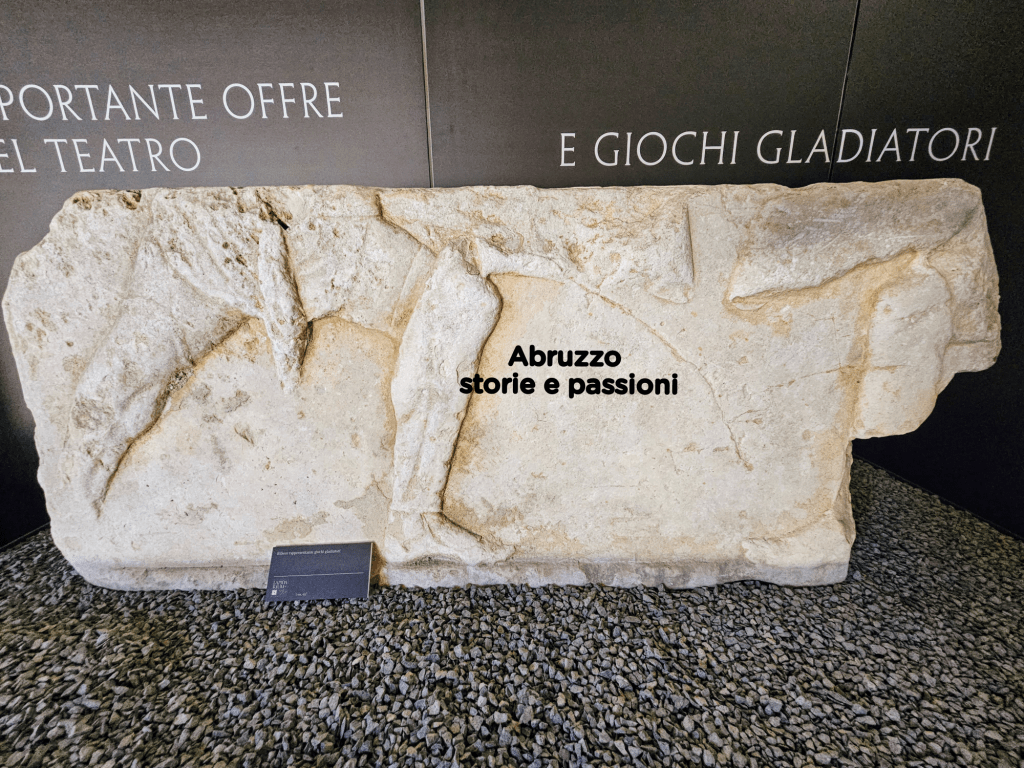 PORTANTE OFFRE
EL TEATRO
E GIOCHI GLADIATORI
Abruzzo
storie e passioni